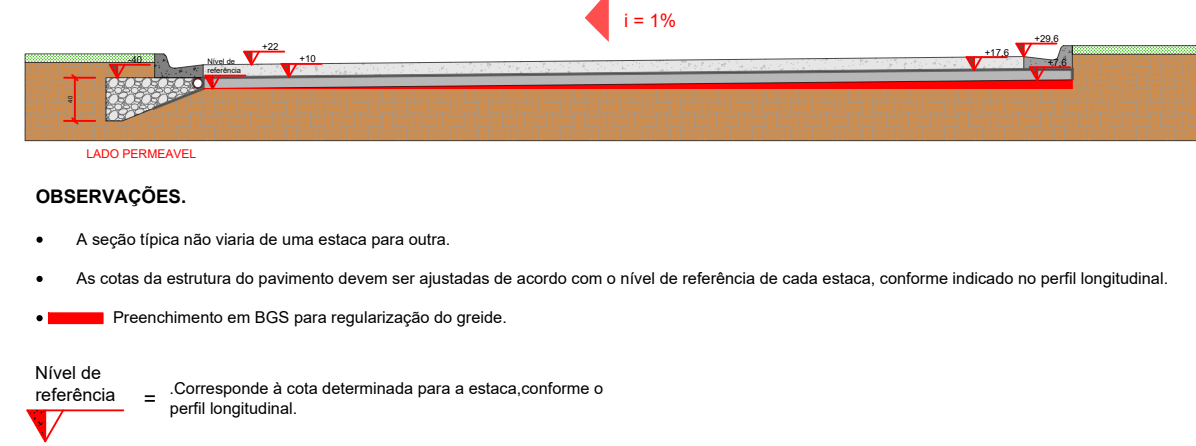 i = 1%
+22
+10
-40
Nível de
referência
+29,6
+17,6
+7,6
40
LADO PERMEAVEL
OBSERVAÇÕES.
• A seção típica não viaria de uma estaca para outra.
• As cotas da estrutura do pavimento devem ser ajustadas de acordo com o nível de referência de cada estaca, conforme indicado no perfil longitudinal.
• Preenchimento em BGS para regularização do greide.
Nível de
referência = .Corresponde à cota determinada para a estaca,conforme o
perfil longitudinal.